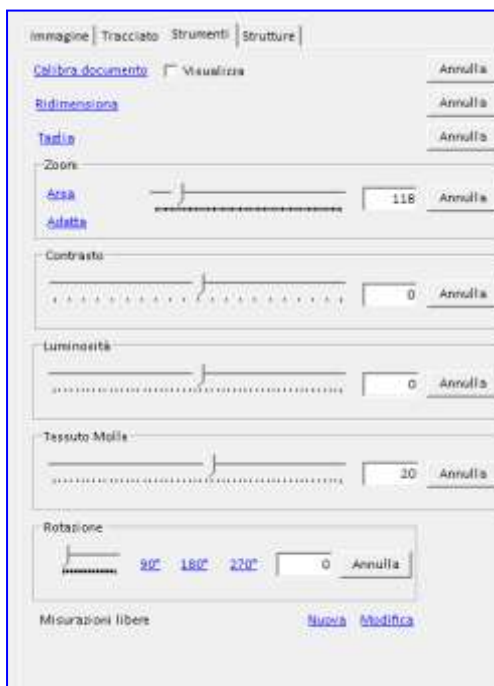 Immagine Tracciato Strumenti Strutture
Calibra documento Visualizza Annulla
Ridimensiona Annulla
Taglia Annulla
Zoom
Area 118 Annulla
Adatta
Contrasto
0 Annulla
Luminosità
0 Annulla
Tessuto Molle
20 Annulla
Rotazione
90° 180° 270° 0 Annulla
Misurazioni libere Nuova Modifica